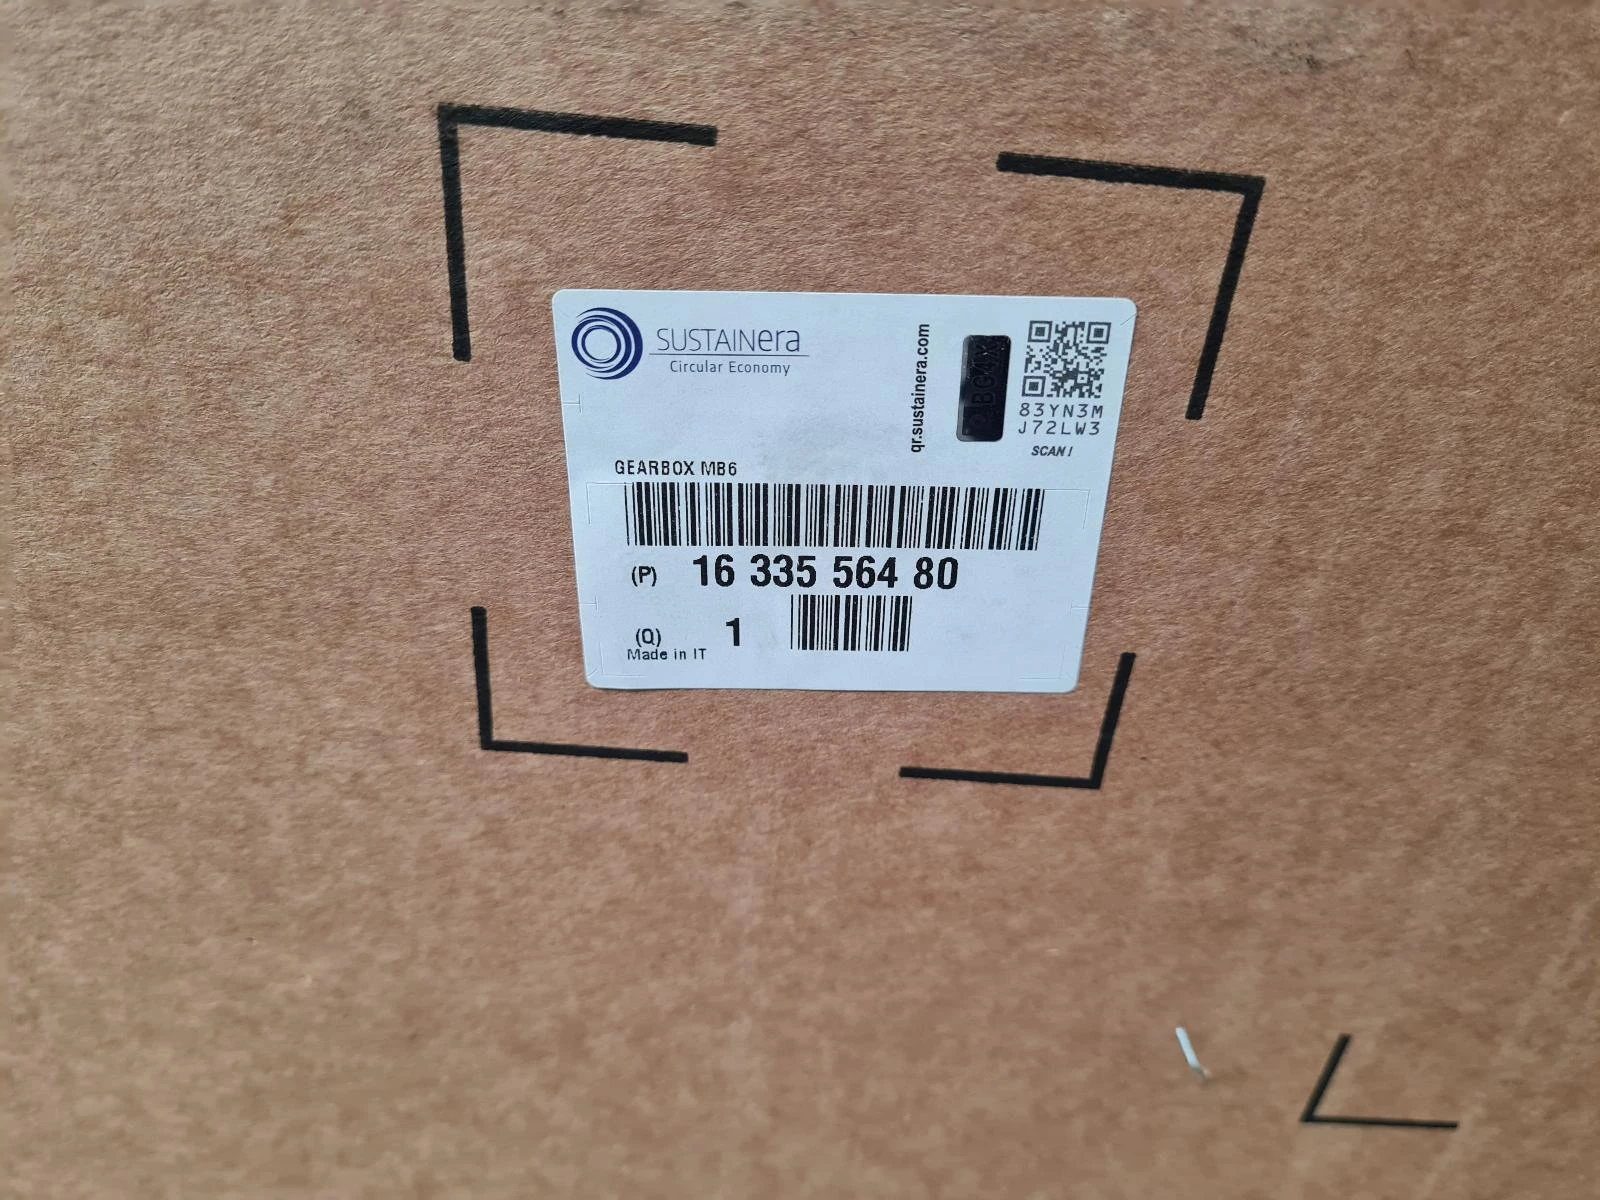 SUSTAINera
Circular Economy
qr.sustainera.com
83YN3M
J72LW3
SCAN!
GEARBOX MB6
(P) 16 335 564 80
(Q) 1
Made in IT